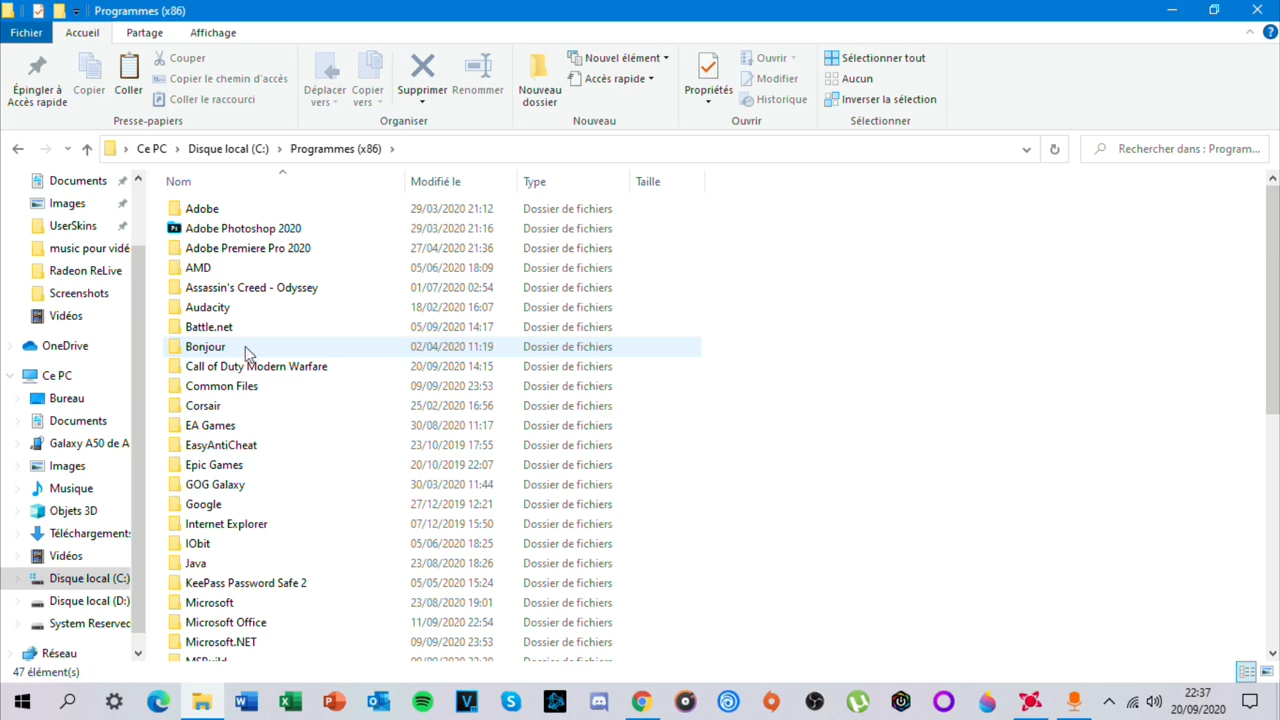 Programmes (x86)
Fichier Accueil Partage Affichage
Épingler à Accès rapide
Copier
Coller
Couper
Copier le chemin d'accès
Coller le raccourci
Presse-papiers
Déplacer vers
Copier vers
Supprimer
Renommer
Organiser
Nouveau dossier
Nouvel élément
Accès rapide
Nouveau
Propriétés
Ouvrir
Modifier
Historique
Ouvrir
Sélectionner tout
Aucun
Inverser la sélection
Sélectionner
Ce PC > Disque local (C:) > Programmes (x86) >
Rechercher dans : Program...
Documents
Images
UserSkins
music pour vidé
Radeon ReLive
Screenshots
Vidéos
OneDrive
Ce PC
Bureau
Documents
Galaxy A50 de A
Images
Musique
Objets 3D
Téléchargements
Vidéos
Disque local (C:)
Disque local (D:)
System Reserved
Réseau
Nom Modifié le Type Taille
Adobe 29/03/2020 21:12 Dossier de fichiers
Adobe Photoshop 2020 29/03/2020 21:16 Dossier de fichiers
Adobe Premiere Pro 2020 27/04/2020 21:36 Dossier de fichiers
AMD 05/06/2020 18:09 Dossier de fichiers
Assassin's Creed - Odyssey 01/07/2020 02:54 Dossier de fichiers
Audacity 18/02/2020 16:07 Dossier de fichiers
Battle.net 05/09/2020 14:17 Dossier de fichiers
Bonjour 02/04/2020 11:19 Dossier de fichiers
Call of Duty Modern Warfare 20/09/2020 14:15 Dossier de fichiers
Common Files 09/09/2020 23:53 Dossier de fichiers
Corsair 25/02/2020 16:56 Dossier de fichiers
EA Games 30/08/2020 11:17 Dossier de fichiers
EasyAntiCheat 23/10/2019 17:55 Dossier de fichiers
Epic Games 20/10/2019 22:07 Dossier de fichiers
GOG Galaxy 30/03/2020 11:44 Dossier de fichiers
Google 27/12/2019 12:21 Dossier de fichiers
Internet Explorer 07/12/2019 15:50 Dossier de fichiers
IObit 05/06/2020 18:25 Dossier de fichiers
Java 23/08/2020 18:26 Dossier de fichiers
KeePass Password Safe 2 05/05/2020 15:24 Dossier de fichiers
Microsoft 23/08/2020 19:01 Dossier de fichiers
Microsoft Office 11/09/2020 22:54 Dossier de fichiers
Microsoft.NET 09/09/2020 23:53 Dossier de fichiers
MSBuild
47 élément(s)
22:37
20/09/2020